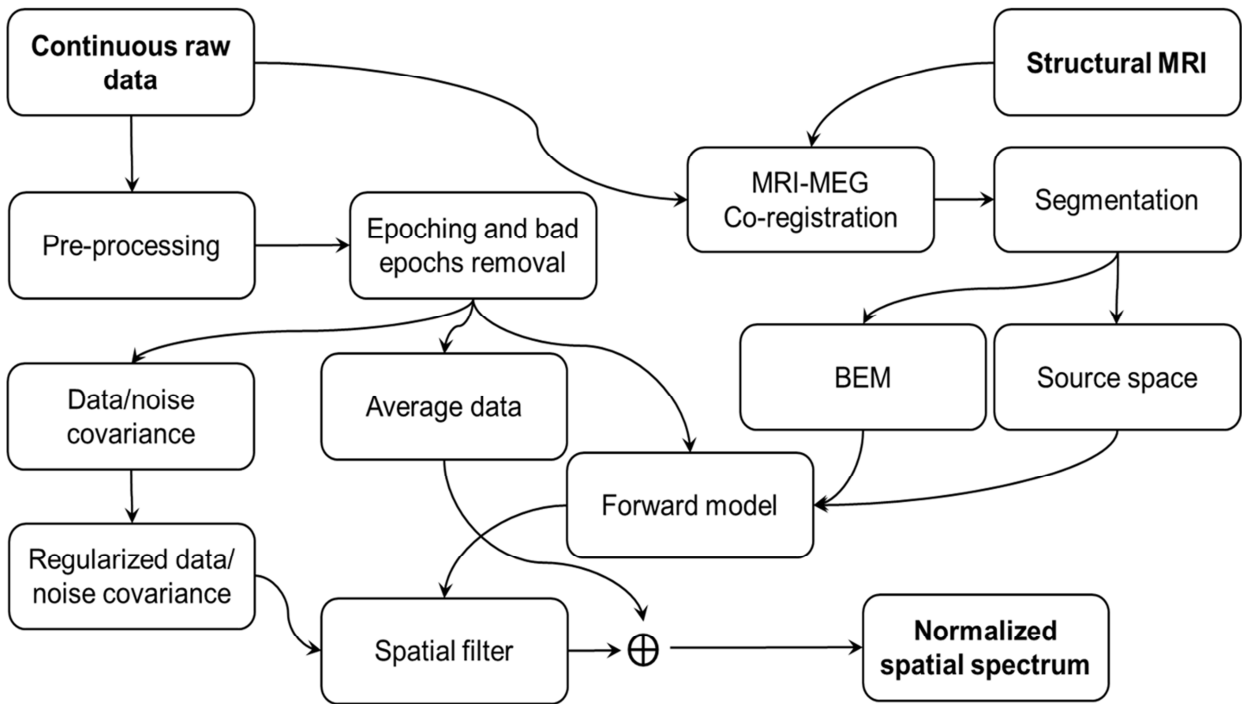 Continuous raw
data
Structural MRI
MRI-MEG
Co-registration
Segmentation
Pre-processing
Epoching and bad
epochs removal
BEM
Source space
Data/noise
covariance
Average data
Forward model
Regularized data/
noise covariance
Spatial filter
Normalized
spatial spectrum